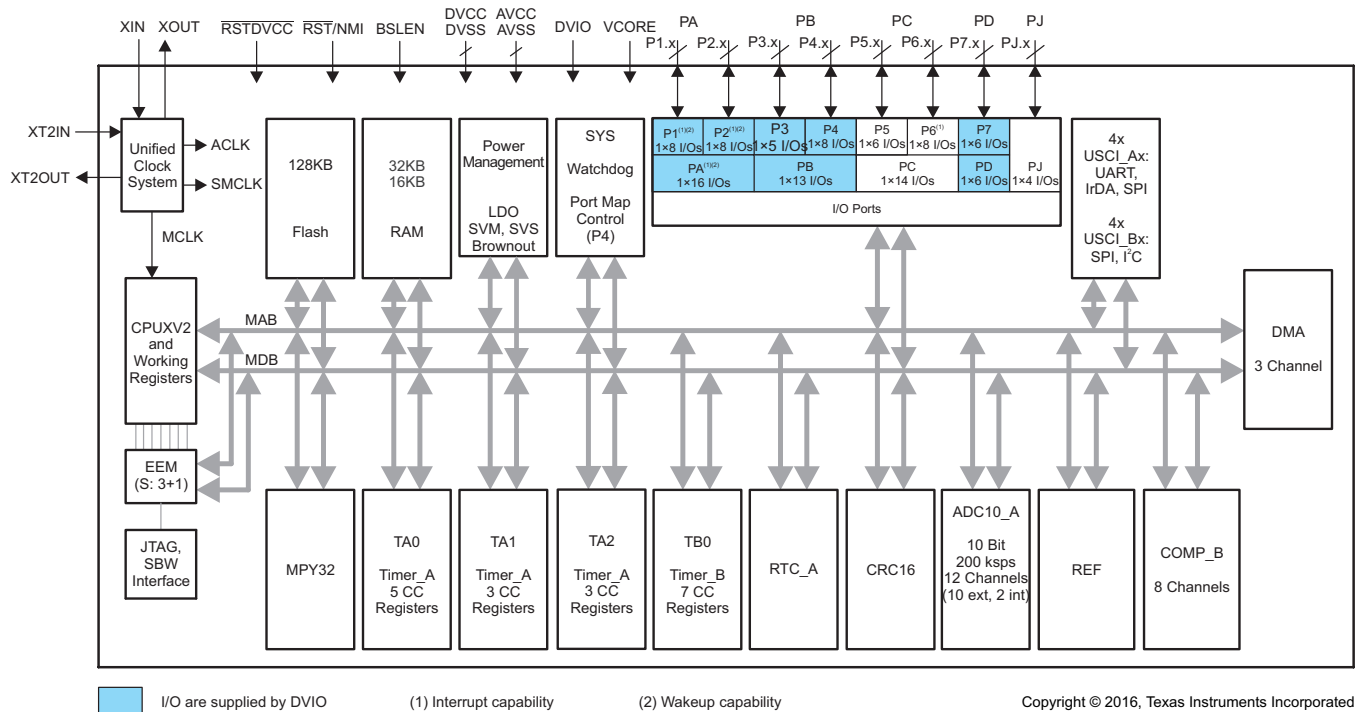 XIN XOUT RSTDVCC RST/NMI BSLEN DVCC DVSS AVCC AVSS DVIO VCORE
PA PB PC PD
P1.x P2.x P3.x P4.x P5.x P6.x P7.x PJ.x
XT2IN
XT2OUT
Unified
Clock
System
ACLK
SMCLK
MCLK
128KB
Flash
32KB
16KB
RAM
Power
Management
LDO
SVM, SVS
Brownout
SYS
Watchdog
Port Map
Control
(P4)
P1(1)(2)
1×8 I/Os
P2(1)(2)
1×8 I/Os
P3
1×5 I/Os
P4
1×8 I/Os
P5
1×6 I/Os
P6(1)
1×8 I/Os
P7
1×6 I/Os
PA(1)(2)
1×16 I/Os
PB
1×13 I/Os
PC
1×14 I/Os
PD
1×6 I/Os
PJ
1×4 I/Os
I/O Ports
4x
USCI_Ax:
UART,
IrDA, SPI
4x
USCI_Bx:
SPI, I²C
CPUXV2
and
Working
Registers
MAB
MDB
DMA
3 Channel
EEM
(S: 3+1)
JTAG,
SBW
Interface
MPY32
TA0
Timer_A
5 CC
Registers
TA1
Timer_A
3 CC
Registers
TA2
Timer_A
3 CC
Registers
TB0
Timer_B
7 CC
Registers
RTC_A
CRC16
ADC10_A
10 Bit
200 ksps
12 Channels
(10 ext, 2 int)
REF
COMP_B
8 Channels
I/O are supplied by DVIO (1) Interrupt capability (2) Wakeup capability
Copyright © 2016, Texas Instruments Incorporated